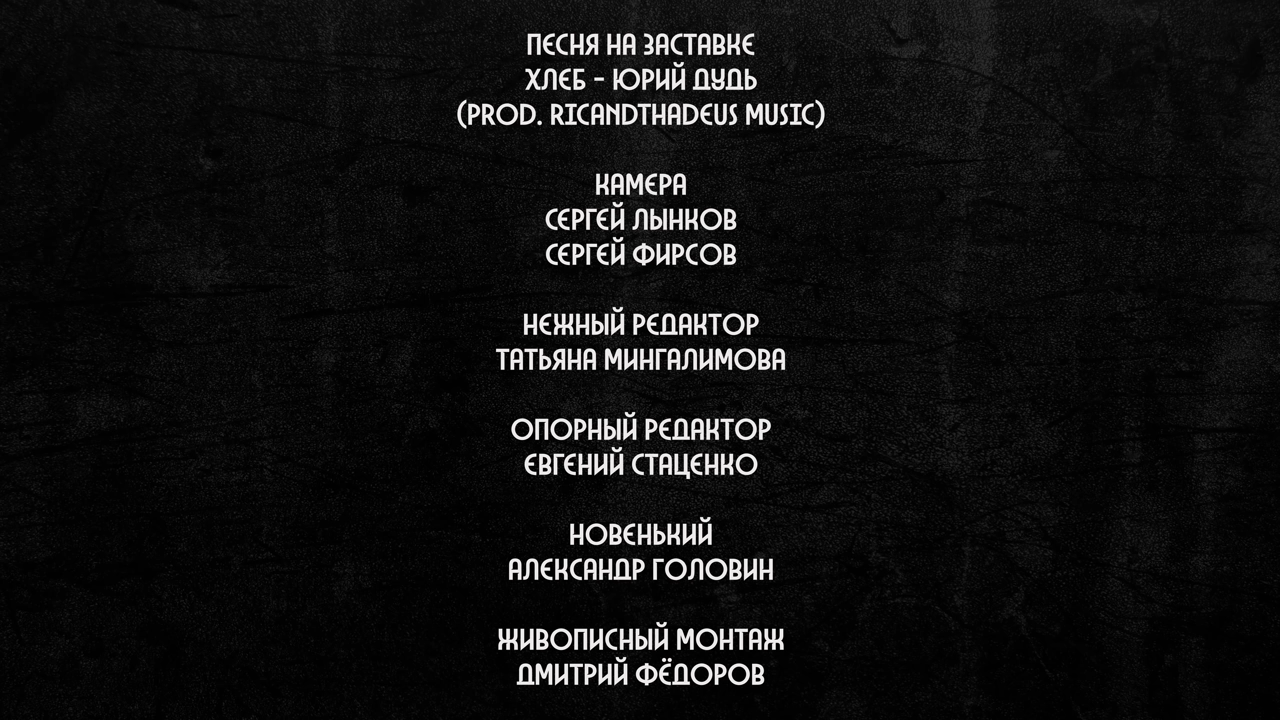 ПЕСНЯ НА ЗАСТАВКЕ
ХЛЕБ - ЮРИЙ ДУДЬ
(PROD. RICANDTHADEUS MUSIC)
КАМЕРА
СЕРГЕЙ ЛЫНКОВ
СЕРГЕЙ ФИРСОВ
НЕЖНЫЙ РЕДАКТОР
ТАТЬЯНА МИНГАЛИМОВА
ОПОРНЫЙ РЕДАКТОР
ЕВГЕНИЙ СТАЦЕНКО
НОВЕНЬКИЙ
АЛЕКСАНДР ГОЛОВИН
ЖИВОПИСНЫЙ МОНТАЖ
ДМИТРИЙ ФЁДОРОВ